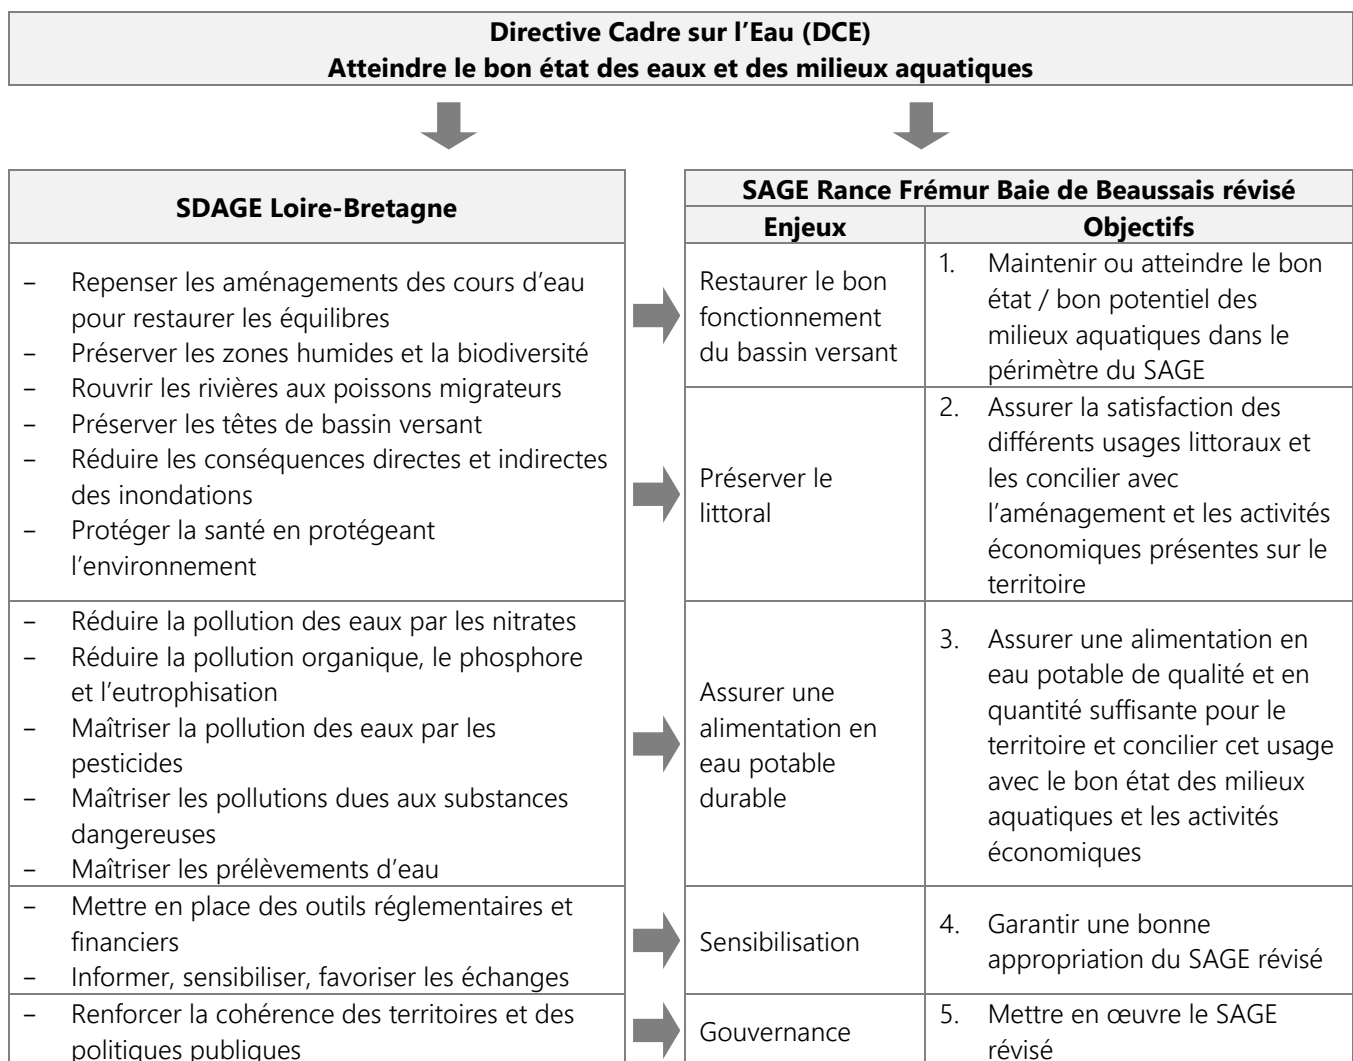 Directive Cadre sur l’Eau (DCE)
Atteindre le bon état des eaux et des milieux aquatiques
SDAGE Loire-Bretagne
– Repenser les aménagements des cours d’eau
pour restaurer les équilibres
– Préserver les zones humides et la biodiversité
– Rouvrir les rivières aux poissons migrateurs
– Préserver les têtes de bassin versant
– Réduire les conséquences directes et indirectes
des inondations
– Protéger la santé en protégeant
l’environnement
– Réduire la pollution des eaux par les nitrates
– Réduire la pollution organique, le phosphore
et l’eutrophisation
– Maîtriser la pollution des eaux par les
pesticides
– Maîtriser les pollutions dues aux substances
dangereuses
– Maîtriser les prélèvements d’eau
– Mettre en place des outils réglementaires et
financiers
– Informer, sensibiliser, favoriser les échanges
– Renforcer la cohérence des territoires et des
politiques publiques
SAGE Rance Frémur Baie de Beaussais révisé
Enjeux
Objectifs
Restaurer le bon
fonctionnement
du bassin versant
1. Maintenir ou atteindre le bon
état / bon potentiel des
milieux aquatiques dans le
périmètre du SAGE
Préserver le
littoral
2. Assurer la satisfaction des
différents usages littoraux et
les concilier avec
l’aménagement et les activités
économiques présentes sur le
territoire
Assurer une
alimentation en
eau potable
durable
3. Assurer une alimentation en
eau potable de qualité et en
quantité suffisante pour le
territoire et concilier cet usage
avec le bon état des milieux
aquatiques et les activités
économiques
Sensibilisation
4. Garantir une bonne
appropriation du SAGE révisé
Gouvernance
5. Mettre en œuvre le SAGE
révisé